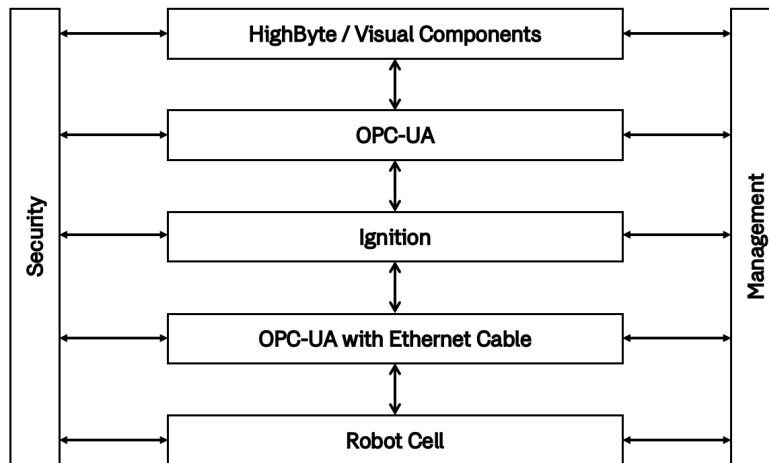 HighByte / Visual Components
OPC-UA
Ignition
OPC-UA with Ethernet Cable
Robot Cell
Security
Management